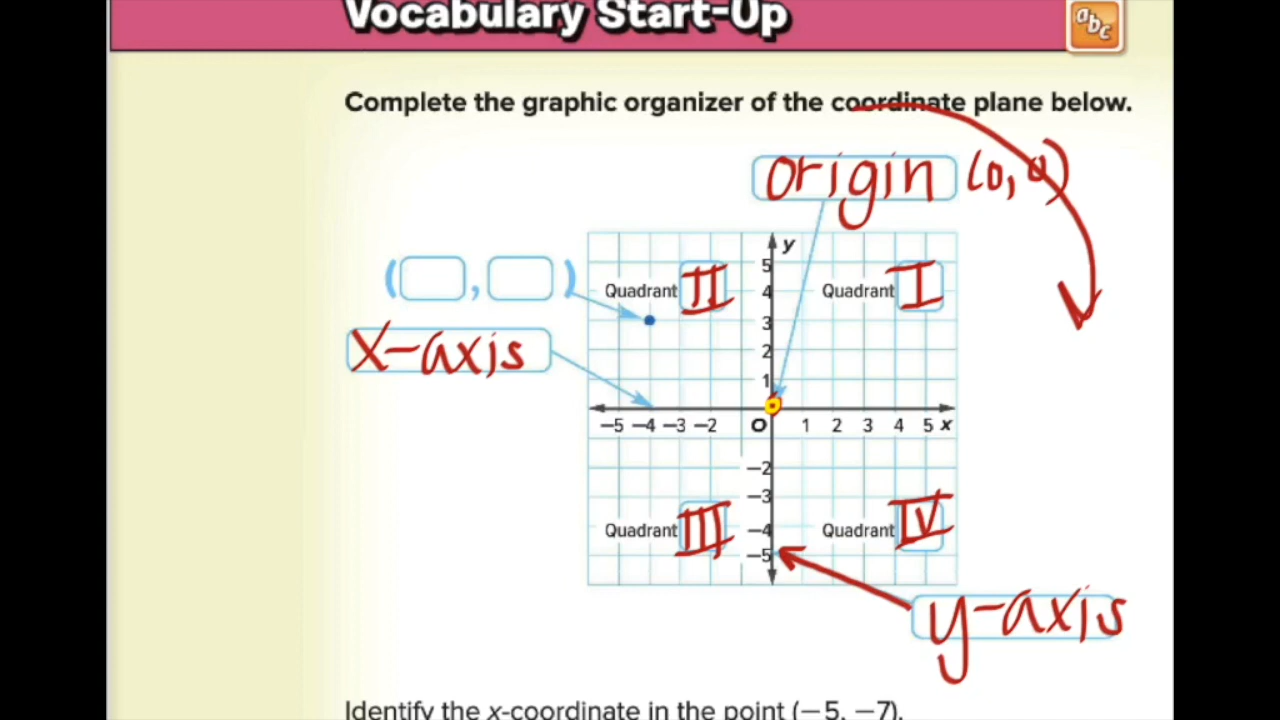 Vocabulary Start-Up
abc
Complete the graphic organizer of the coordinate plane below.
origin (0, 0)
y
( , )
Quadrant II
Quadrant I
x-axis
5
4
3
2
1
−5 −4 −3 −2 O 1 2 3 4 5 x
−2
−3
−4
−5
Quadrant III
Quadrant IV
y-axis
Identify the x-coordinate in the point (−5, −7).